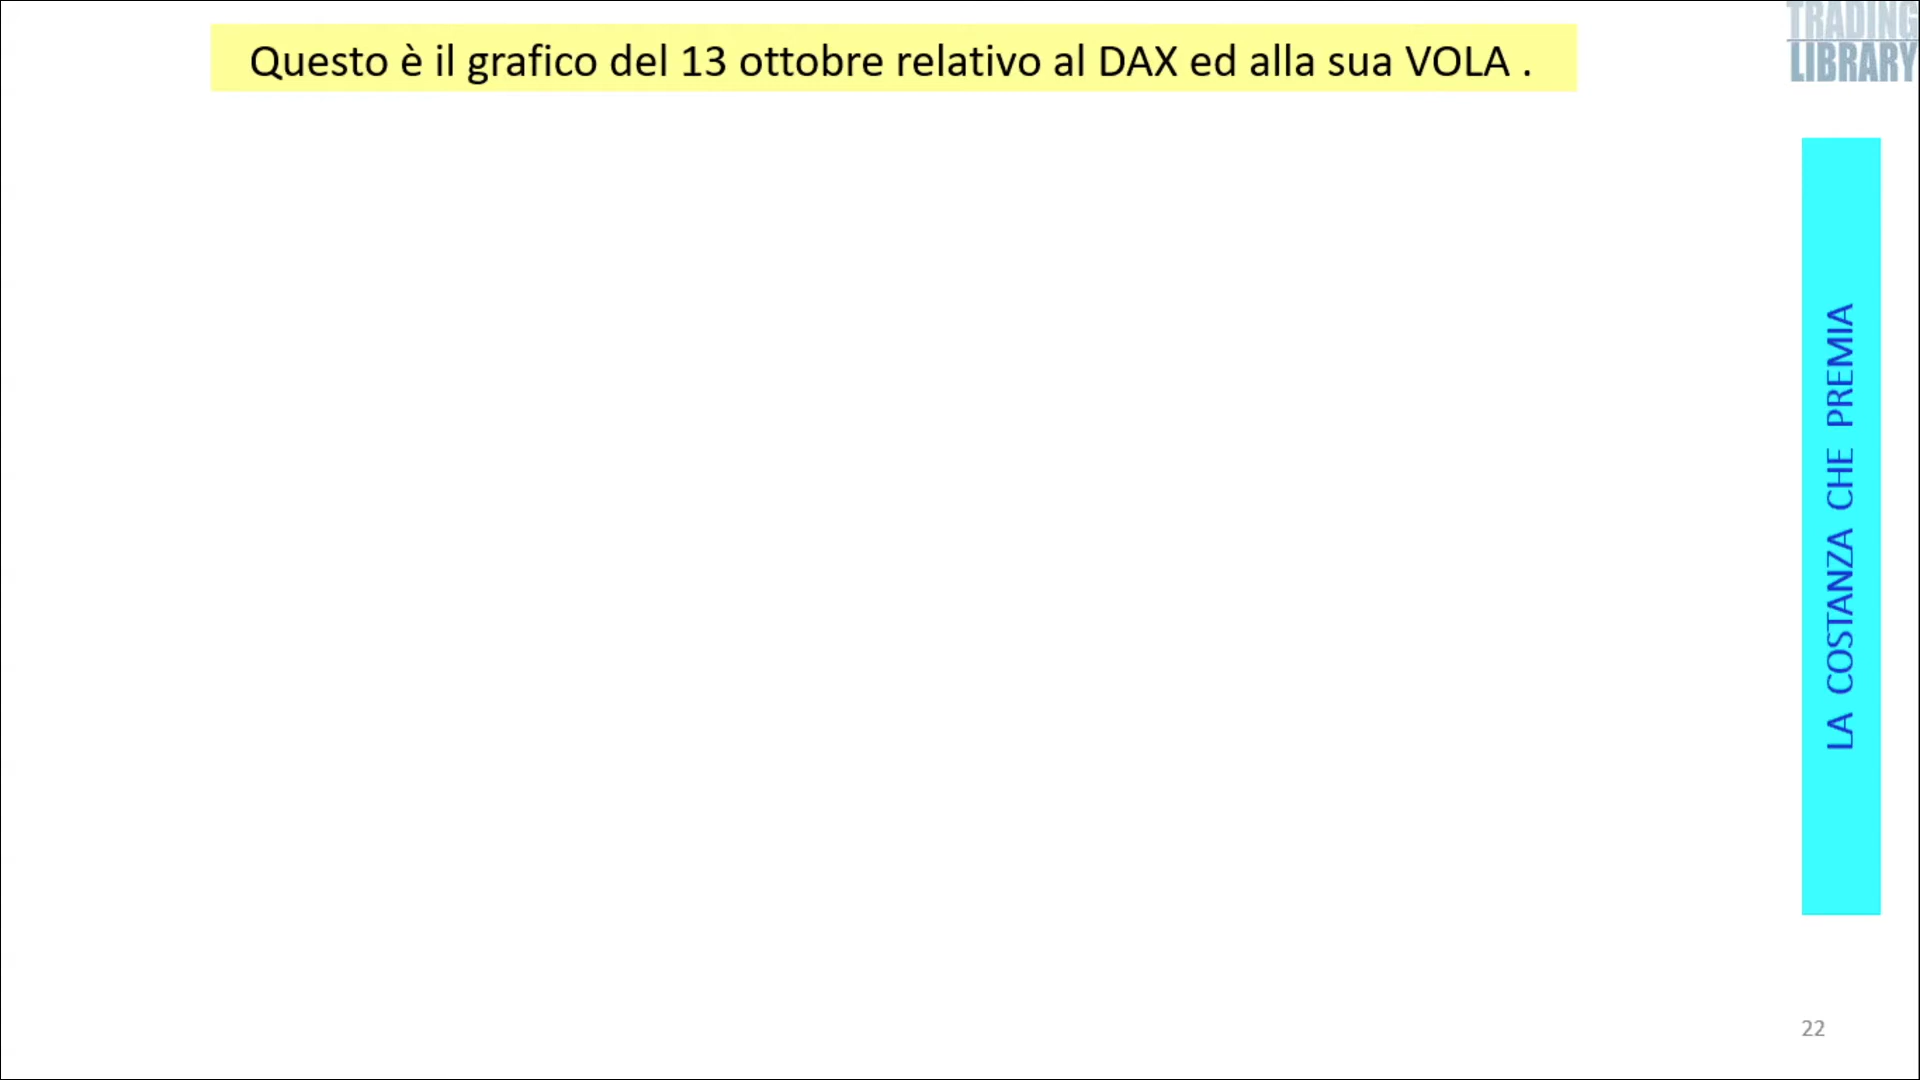 Questo è il grafico del 13 ottobre relativo al DAX ed alla sua VOLA .
TRADING
LIBRARY
LA COSTANZA CHE PREMIA
22